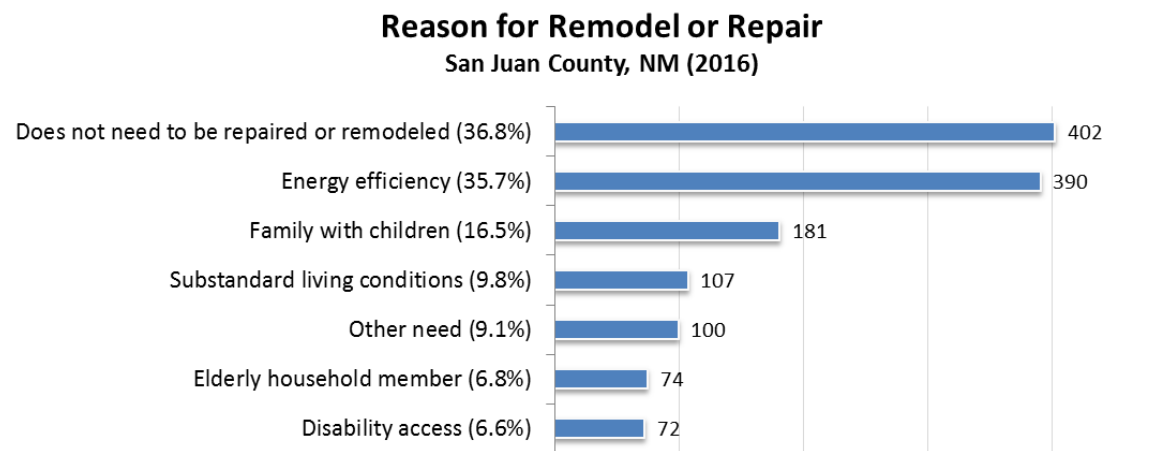 Reason for Remodel or Repair
San Juan County, NM (2016)
Does not need to be repaired or remodeled (36.8%) 402
Energy efficiency (35.7%) 390
Family with children (16.5%) 181
Substandard living conditions (9.8%) 107
Other need (9.1%) 100
Elderly household member (6.8%) 74
Disability access (6.6%) 72